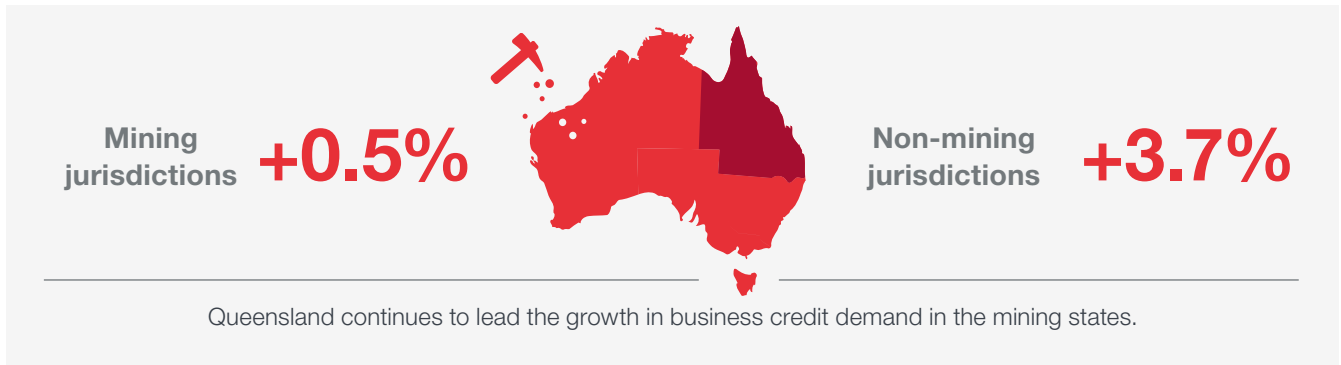 Mining
jurisdictions
+0.5%
Non-mining
jurisdictions
+3.7%
Queensland continues to lead the growth in business credit demand in the mining states.